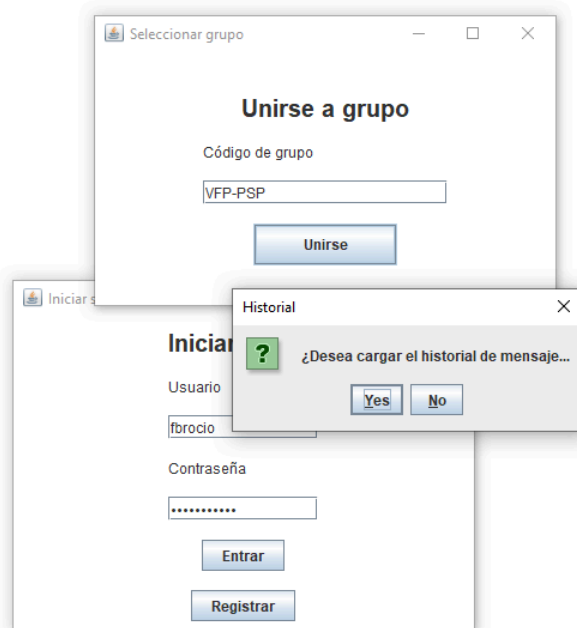 Seleccionar grupo
Unirse a grupo
Código de grupo
VFP-PSP
Unirse
Iniciar
Historial
¿Desea cargar el historial de mensaje...
Yes
No
Iniciar
Usuario
fbrocio
Contraseña
•••••••••••
Entrar
Registrar